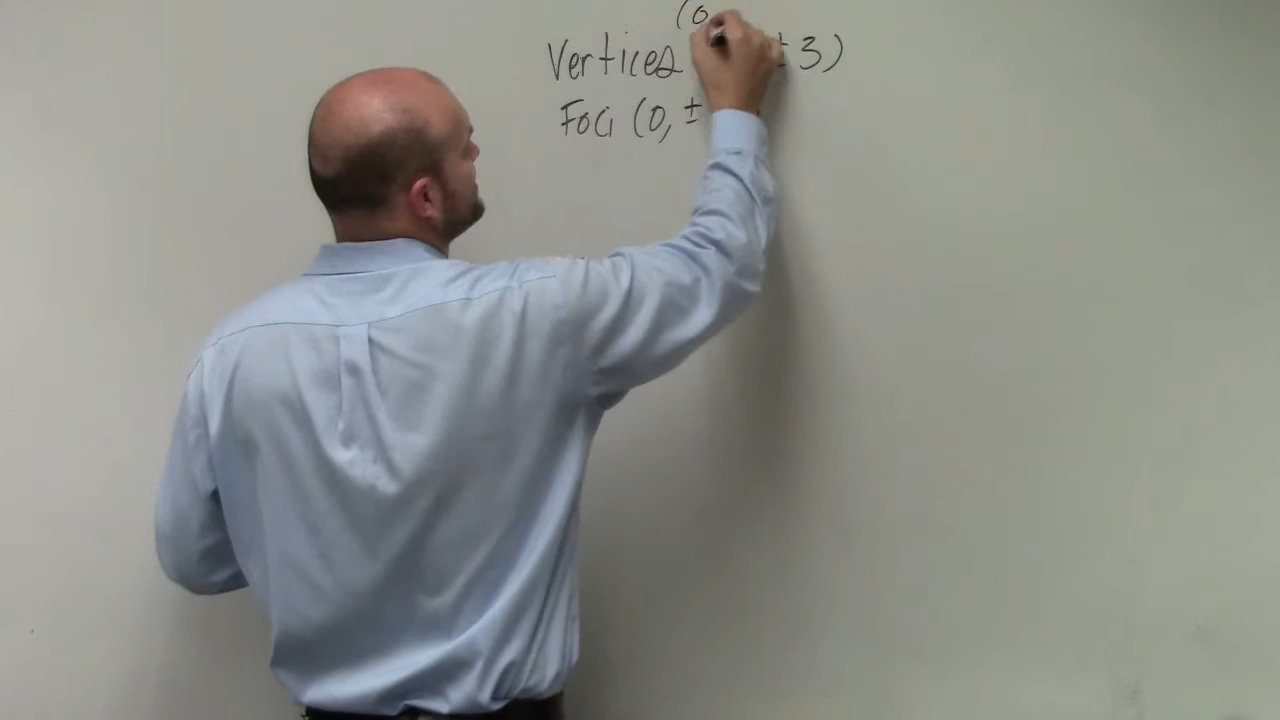 (0
Vertices ± 3)
Foci (0, ±